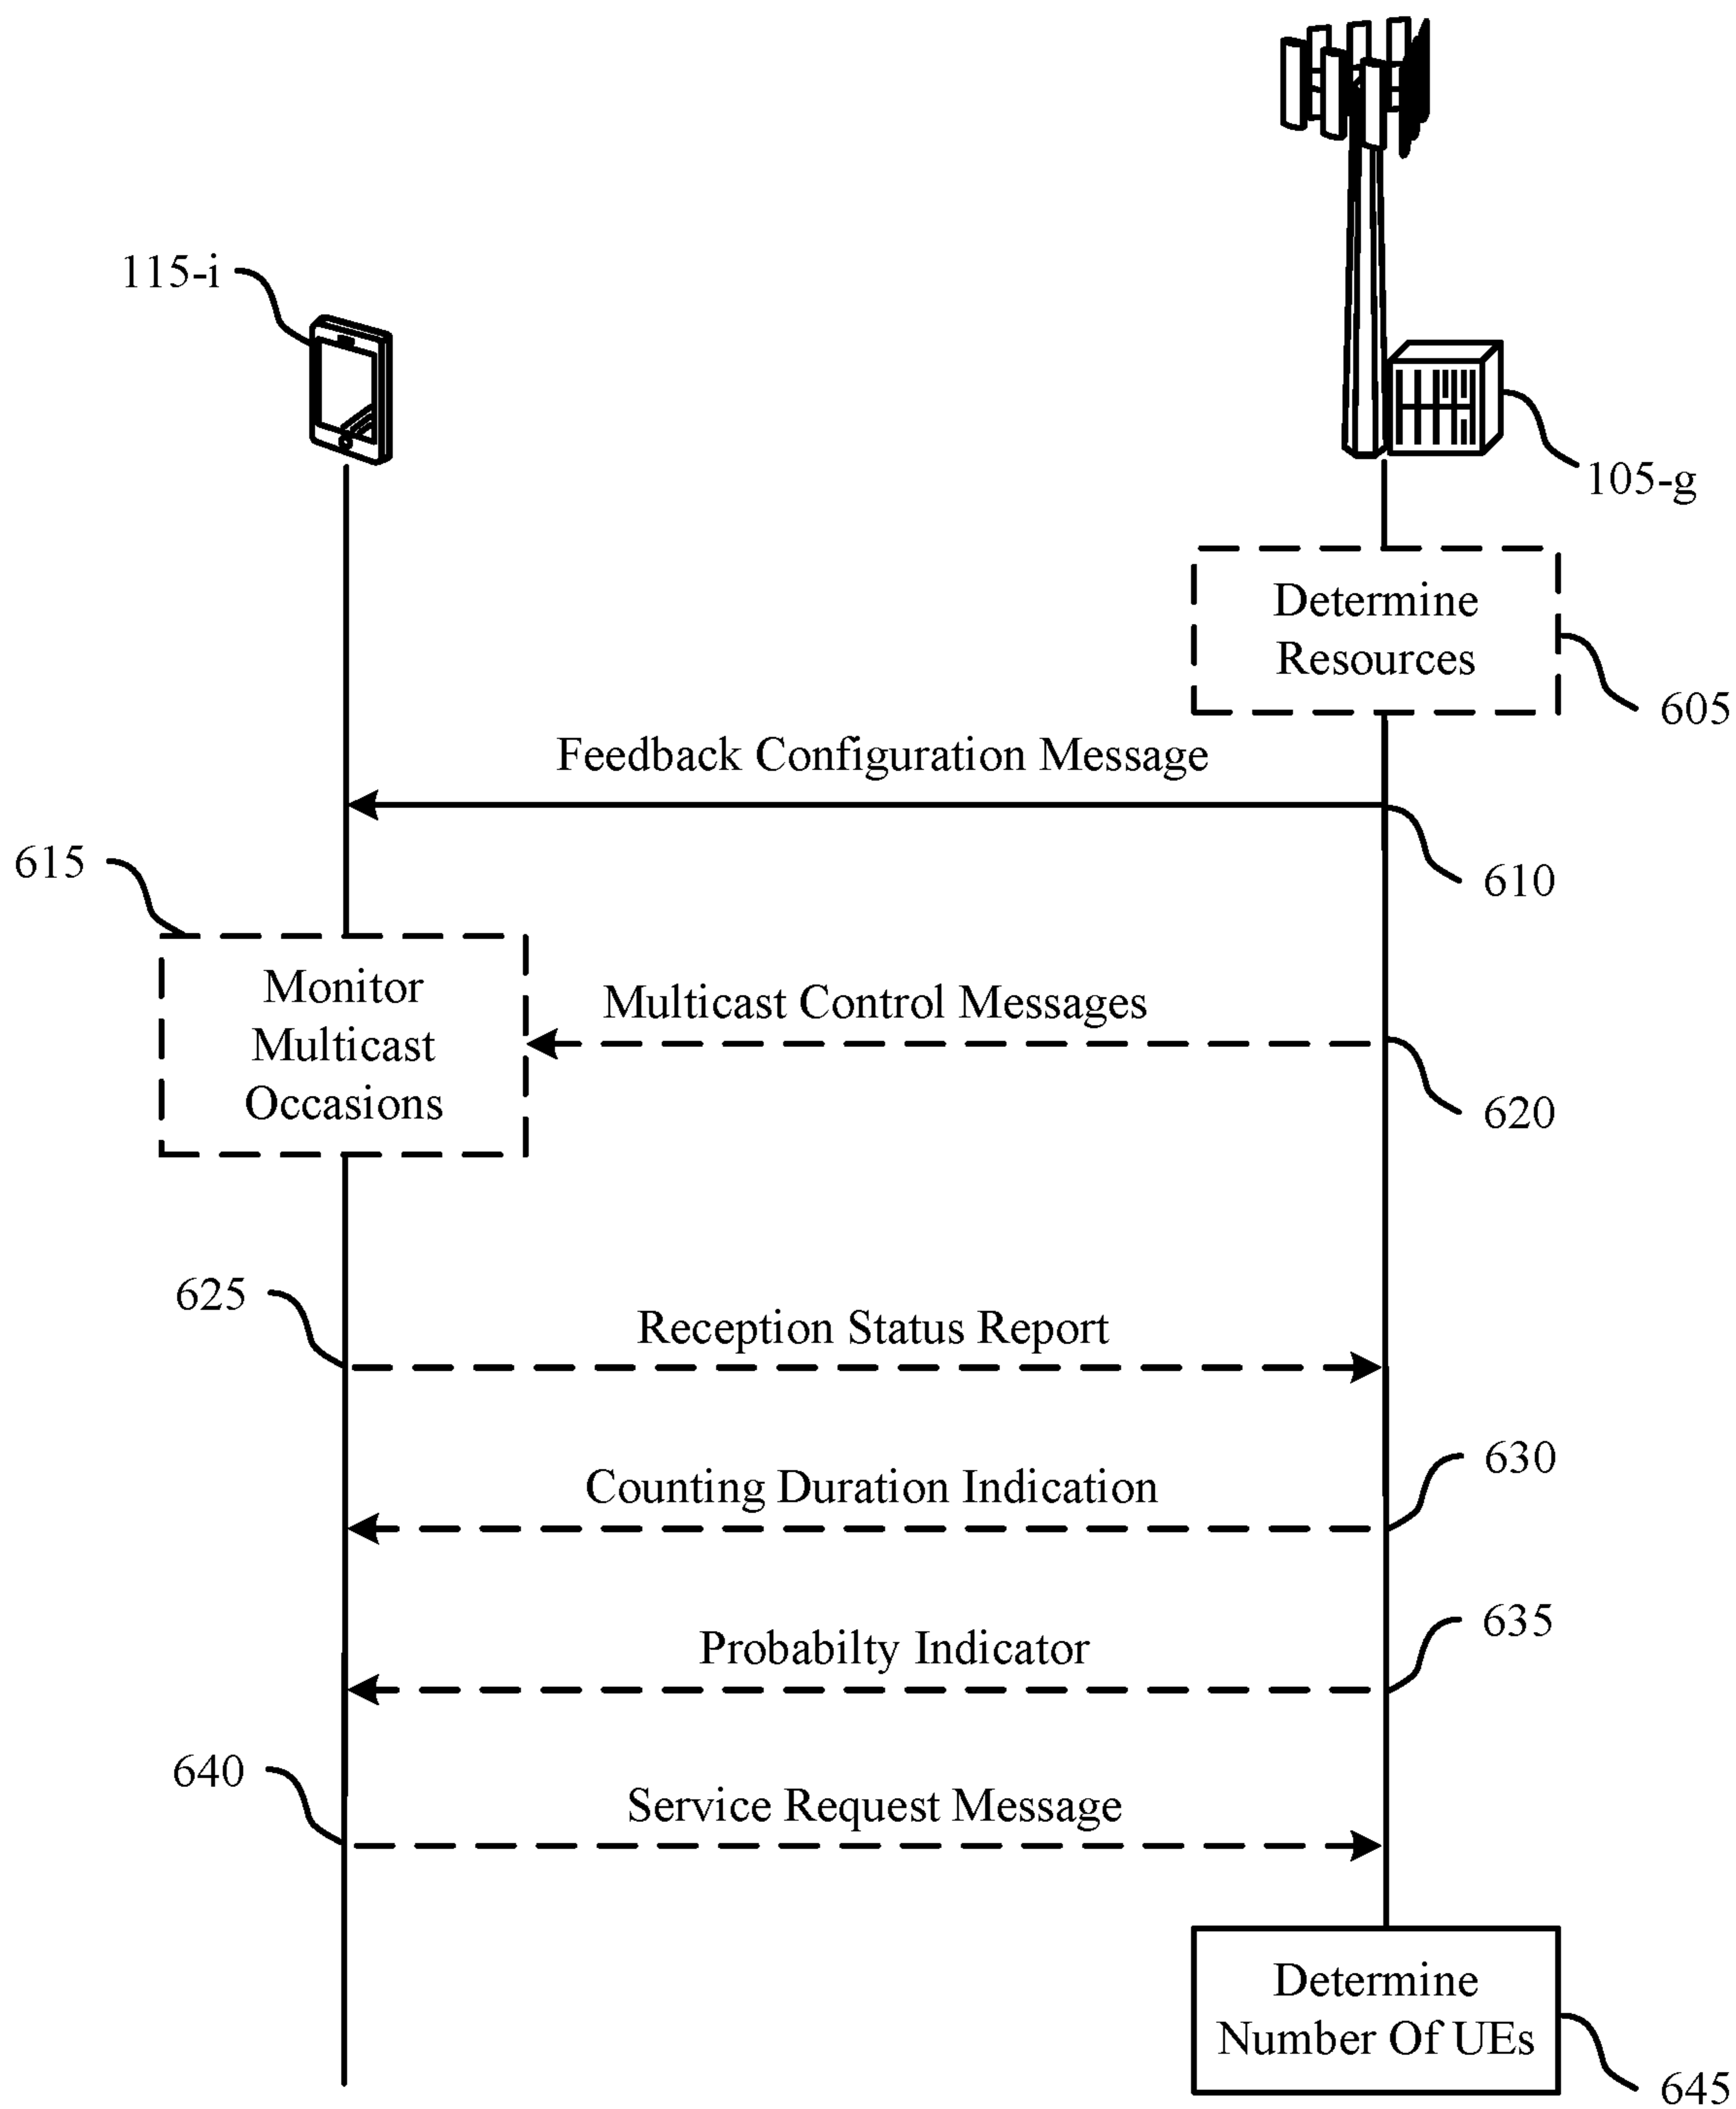 115-i
105-g
Determine
Resources
605
Feedback Configuration Message
610
615
Monitor
Multicast
Occasions
Multicast Control Messages
620
625
Reception Status Report
630
Counting Duration Indication
635
Probabilty Indicator
640
Service Request Message
Determine
Number Of UEs
645